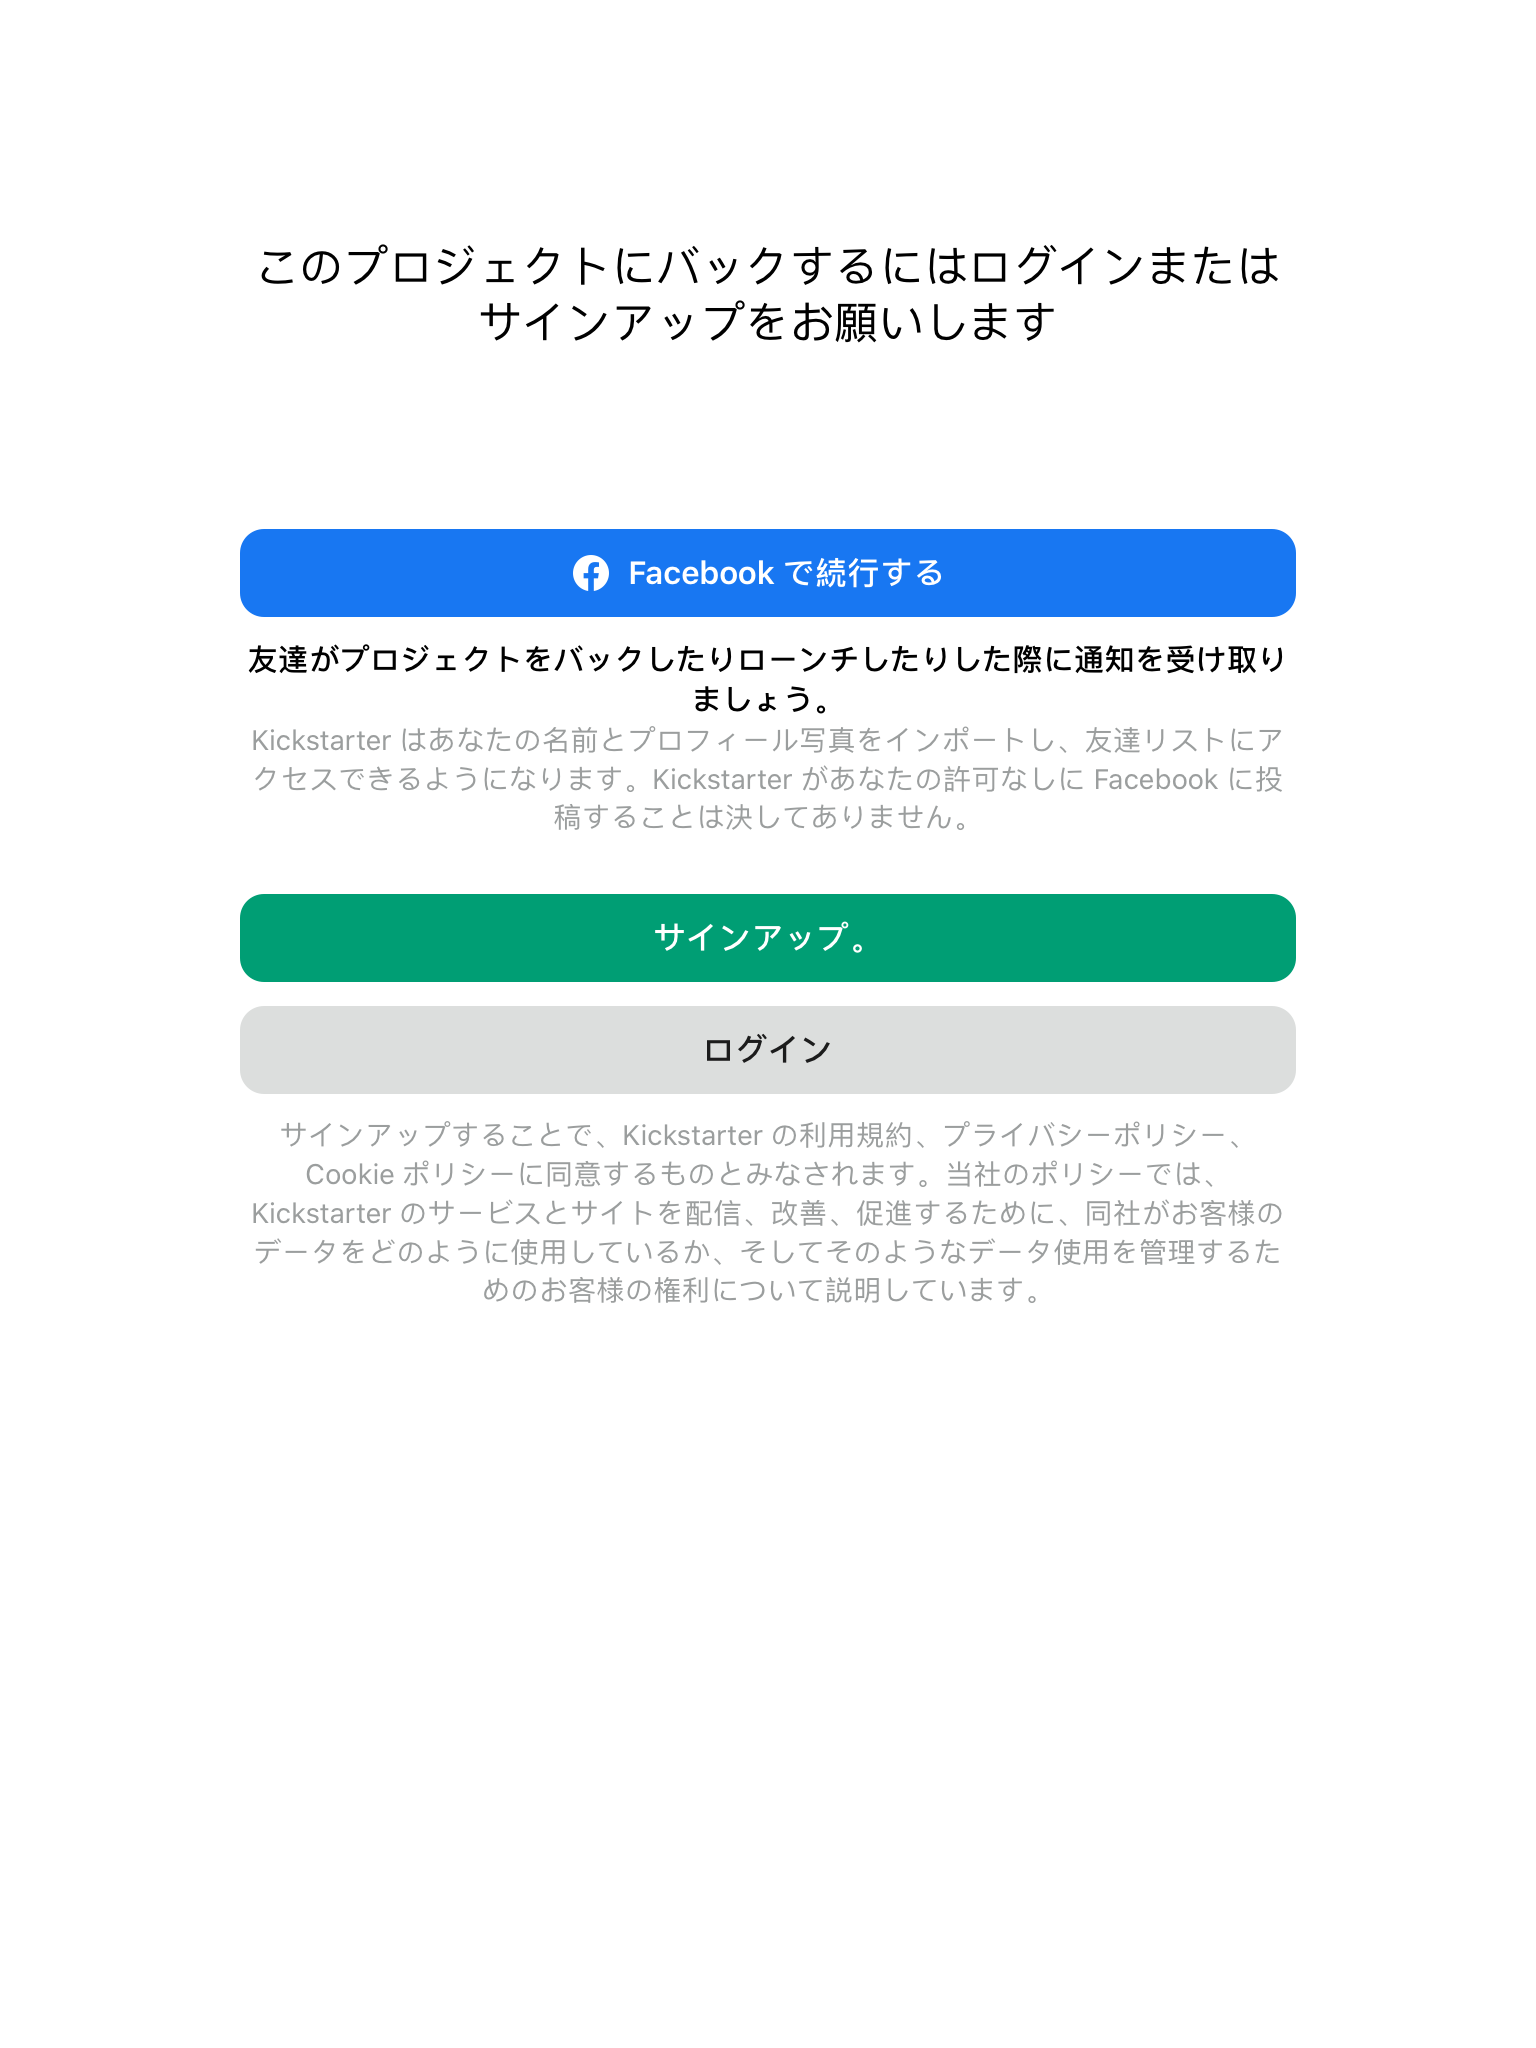 このプロジェクトにバックするにはログインまたは
サインアップをお願いします
Facebook で続行する
友達がプロジェクトをバックしたりローンチしたりした際に通知を受け取り
ましょう。
Kickstarter はあなたの名前とプロフィール写真をインポートし、友達リストにア
クセスできるようになります。Kickstarter があなたの許可なしに Facebook に投
稿することは決してありません。
サインアップ。
ログイン
サインアップすることで、Kickstarter の利用規約、プライバシーポリシー、
Cookie ポリシーに同意するものとみなされます。当社のポリシーでは、
Kickstarter のサービスとサイトを配信、改善、促進するために、同社がお客様の
データをどのように使用しているか、そしてそのようなデータ使用を管理するた
めのお客様の権利について説明しています。